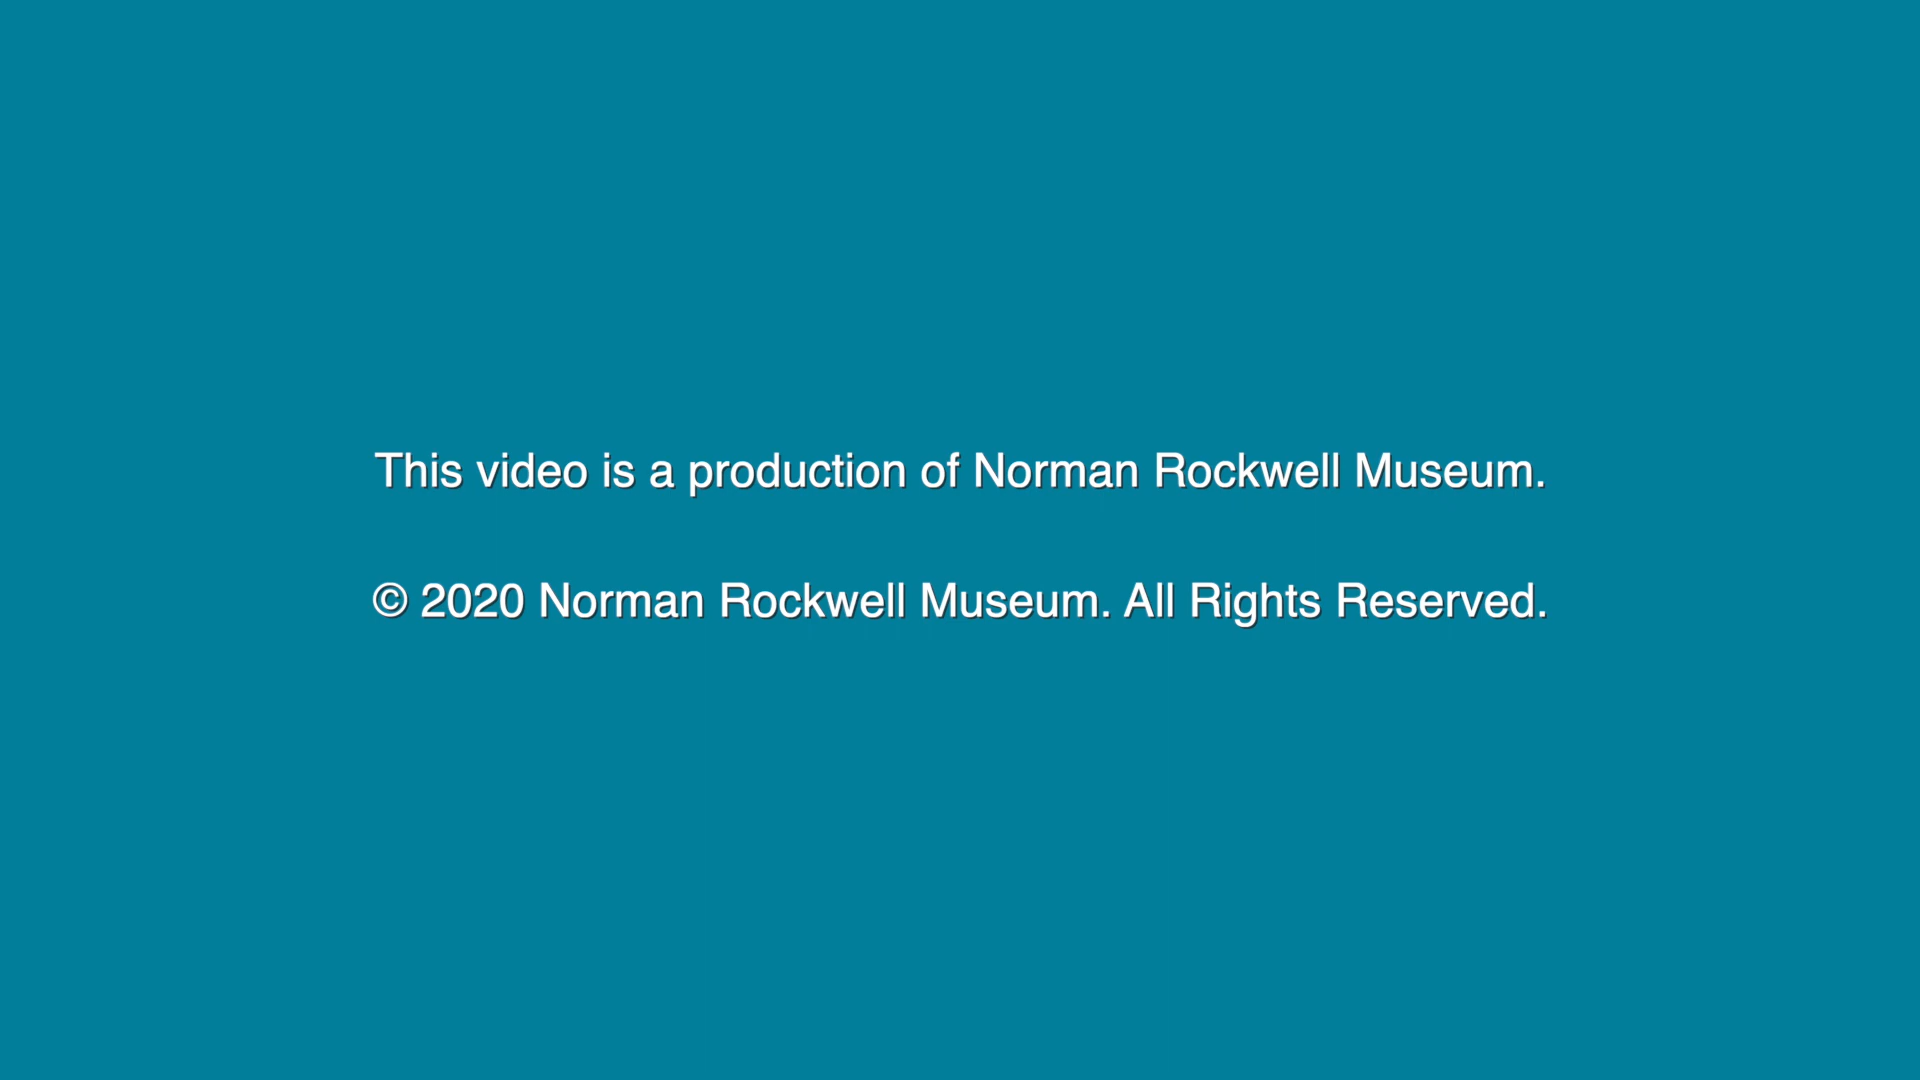 This video is a production of Norman Rockwell Museum.
© 2020 Norman Rockwell Museum. All Rights Reserved.